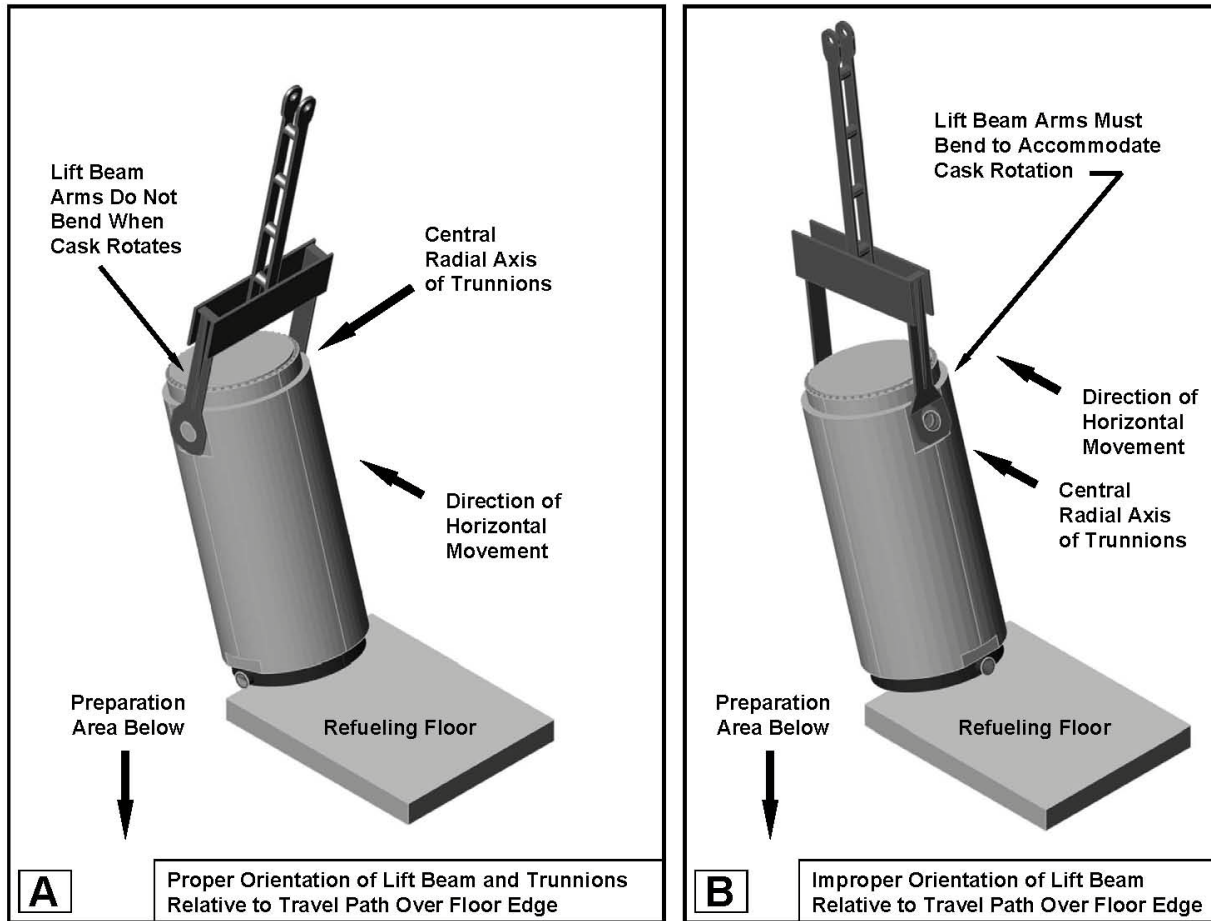 Lift Beam
Arms Do Not
Bend When
Cask Rotates
Central
Radial Axis
of Trunnions
Direction of
Horizontal
Movement
Preparation
Area Below
Refueling Floor
A
Proper Orientation of Lift Beam and Trunnions
Relative to Travel Path Over Floor Edge
Lift Beam Arms Must
Bend to Accommodate
Cask Rotation
Direction of
Horizontal
Movement
Central
Radial Axis
of Trunnions
Preparation
Area Below
Refueling Floor
B
Improper Orientation of Lift Beam
Relative to Travel Path Over Floor Edge